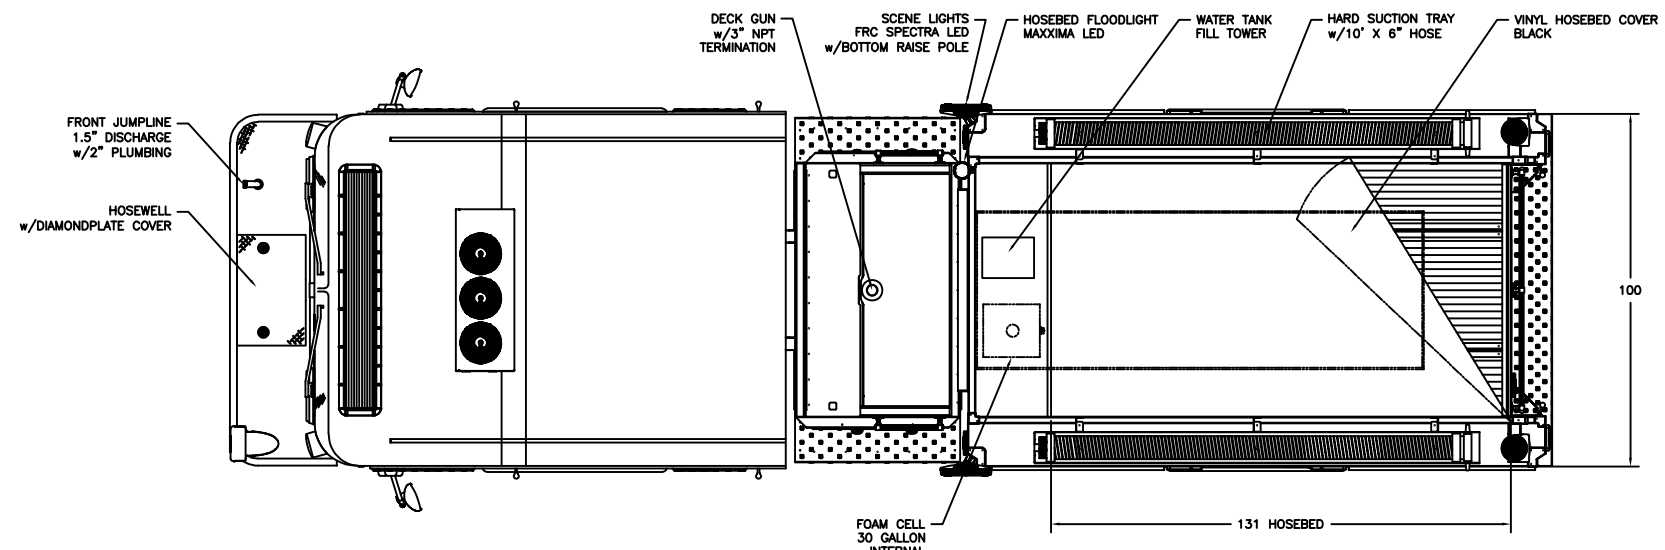 DECK GUN
w/3" NPT
TERMINATION
SCENE LIGHTS
FRC SPECTRA LED
w/BOTTOM RAISE POLE
HOSEBED FLOODLIGHT
MAXXIMA LED
WATER TANK
FILL TOWER
HARD SUCTION TRAY
w/10' X 6" HOSE
VINYL HOSEBED COVER
BLACK
FRONT JUMPLINE
1.5" DISCHARGE
w/2" PLUMBING
HOSEWELL
w/DIAMONDPLATE COVER
100
131 HOSEBED
FOAM CELL
30 GALLON
INTERNAL